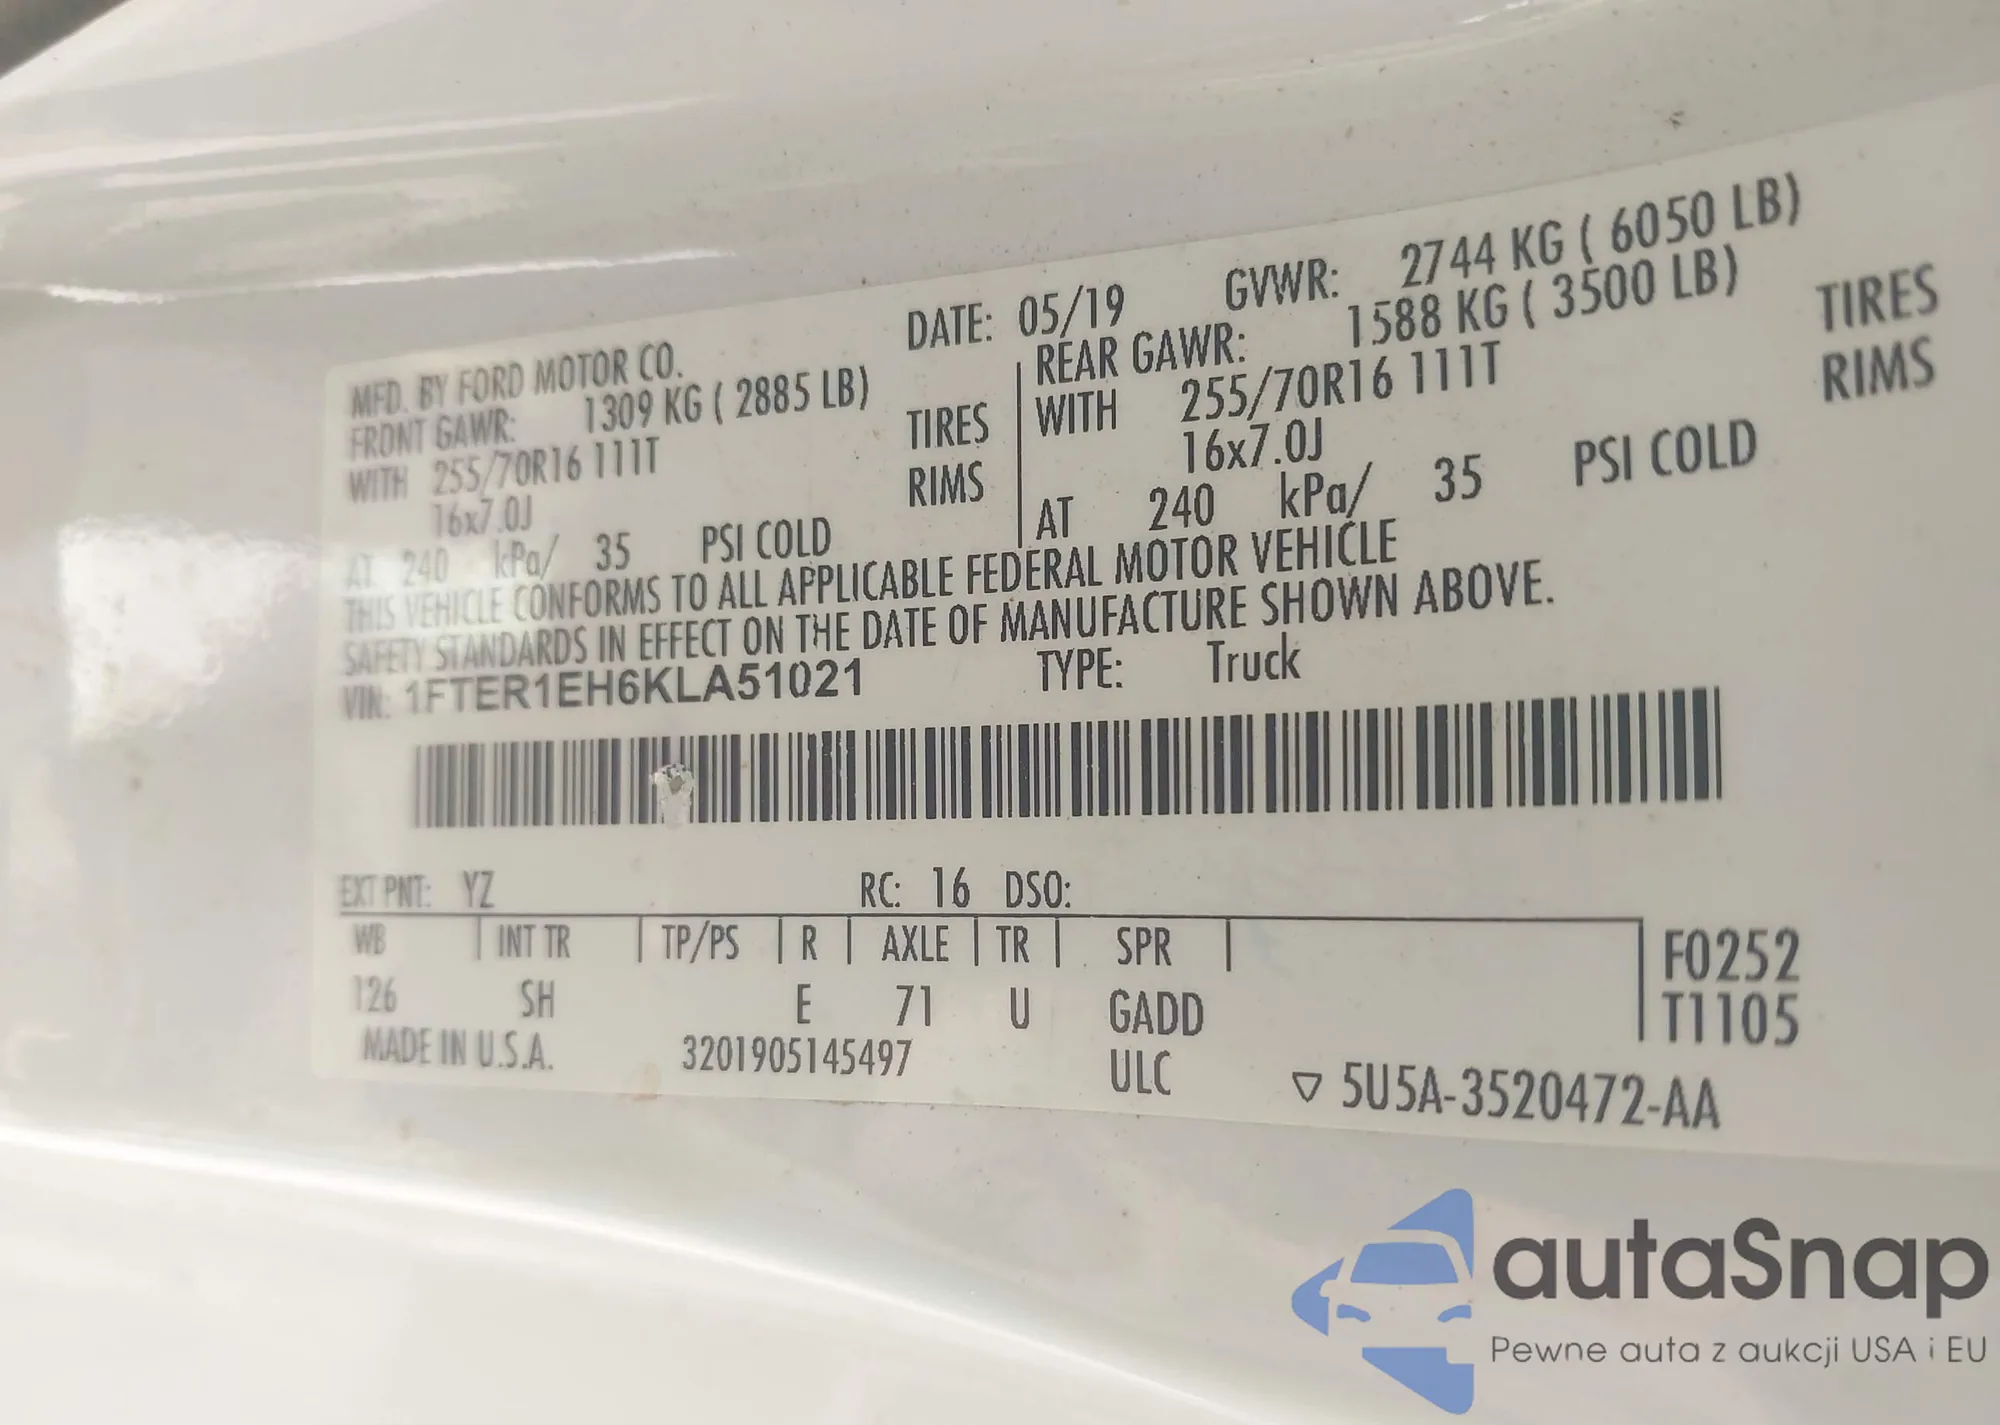 MFD. BY FORD MOTOR CO. DATE: 05/19 GVWR: 2744 KG ( 6050 LB)
FRONT GAWR: 1309 KG ( 2885 LB) REAR GAWR: 1588 KG ( 3500 LB)
WITH 255/70R16 111T TIRES WITH 255/70R16 111T TIRES
16x7.0J RIMS 16x7.0J RIMS
AT 240 kPa/ 35 PSI COLD AT 240 kPa/ 35 PSI COLD
THIS VEHICLE CONFORMS TO ALL APPLICABLE FEDERAL MOTOR VEHICLE
SAFETY STANDARDS IN EFFECT ON THE DATE OF MANUFACTURE SHOWN ABOVE.
VIN: 1FTER1EH6KLA51021 TYPE: Truck
EXT PNT: YZ RC: 16 DSO:
WB INT TR TP/PS R AXLE TR SPR F0252
126 SH E 71 U GADD T1105
MADE IN U.S.A. 3201905145497 ULC ▽ 5U5A-3520472-AA
autaSnap
Pewne auta z aukcji USA i EU